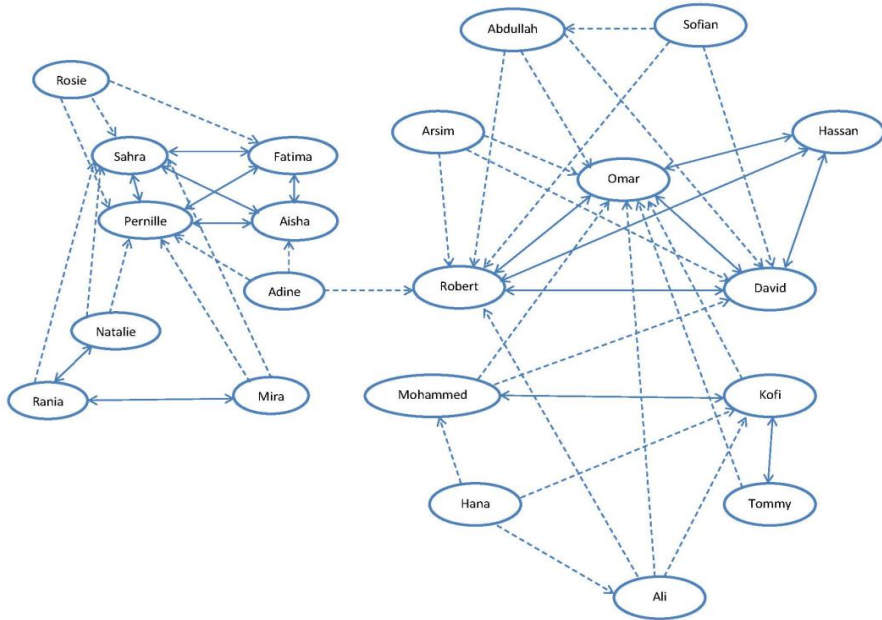 Abdullah
Sofian
Rosie
Arsim
Hassan
Sahra
Fatima
Omar
Pernille
Aisha
Adine
Robert
David
Natalie
Rania
Mira
Mohammed
Kofi
Hana
Tommy
Ali